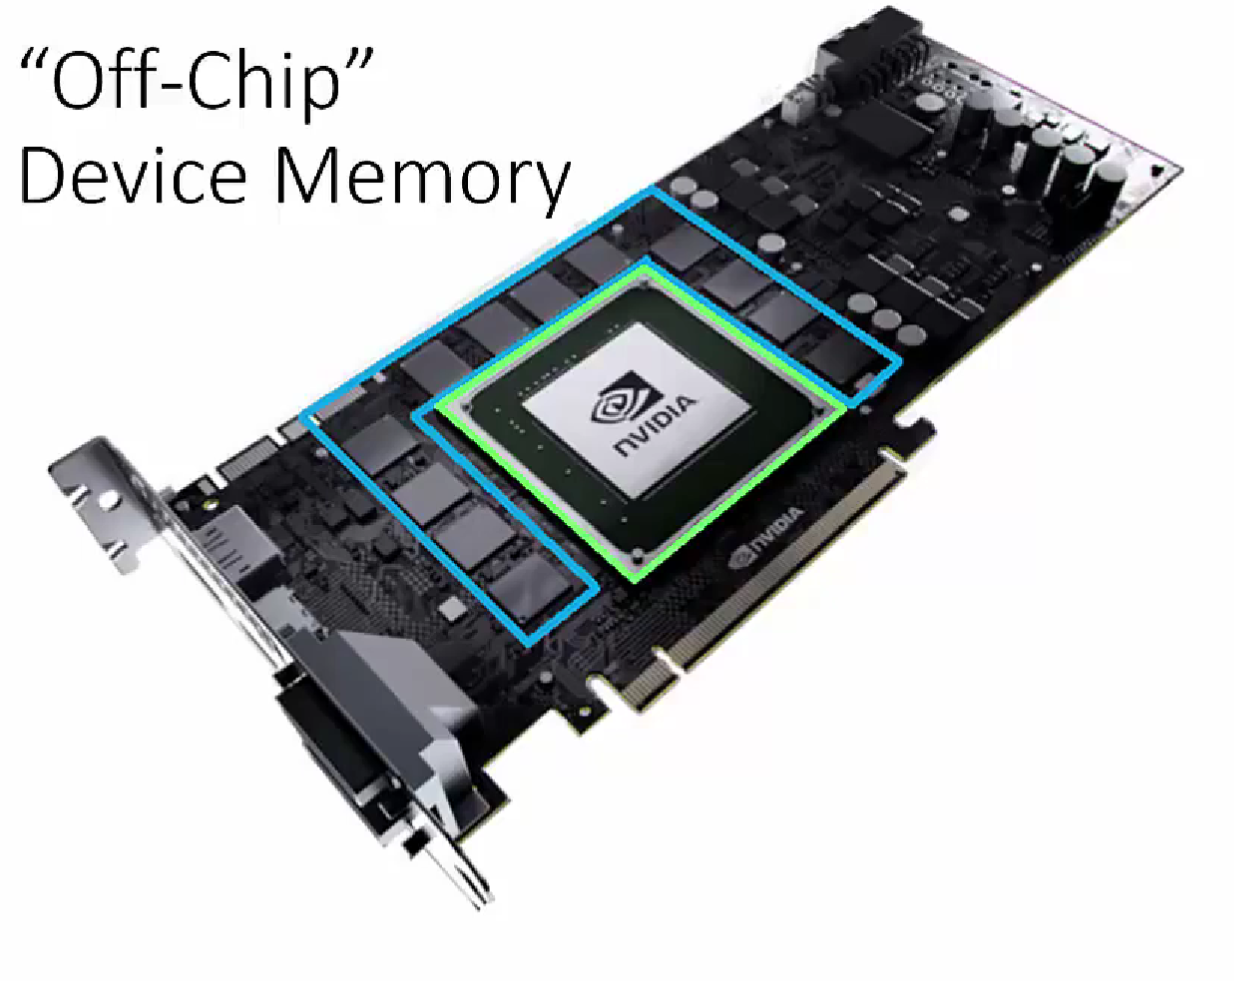 “Off-Chip”
Device Memory
NVIDIA
NVIDIA